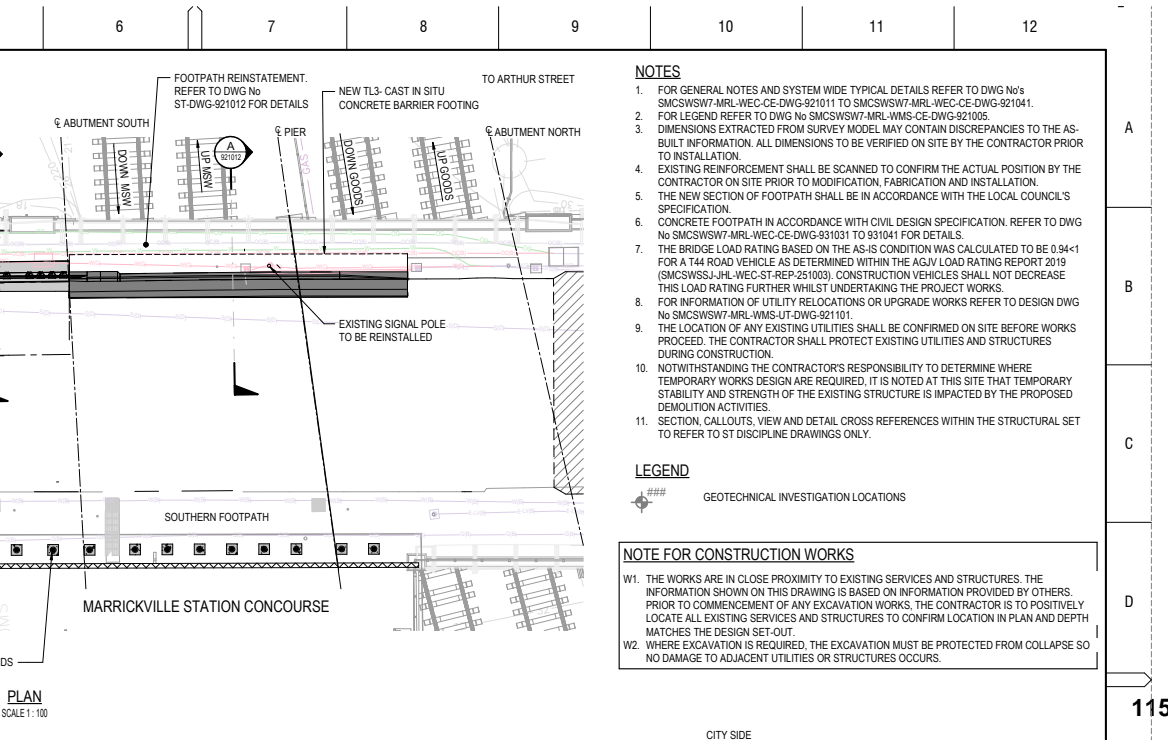 6 7 8 9 10 11 12
FOOTPATH REINSTATEMENT.
REFER TO DWG No
ST-DWG-921012 FOR DETAILS
NEW TL3- CAST IN SITU
CONCRETE BARRIER FOOTING
TO ARTHUR STREET
℄ ABUTMENT SOUTH
A
921012
℄ PIER
℄ ABUTMENT NORTH
DOWN MSW
UP MSW
GAS
DOWN GOODS
UP GOODS
EXISTING SIGNAL POLE
TO BE REINSTALLED
SOUTHERN FOOTPATH
MARRICKVILLE STATION CONCOURSE
DS
PLAN
SCALE 1 : 100
NOTES
1. FOR GENERAL NOTES AND SYSTEM WIDE TYPICAL DETAILS REFER TO DWG No's
SMCSWSW7-MRL-WEC-CE-DWG-921011 TO SMCSWSW7-MRL-WEC-CE-DWG-921041.
2. FOR LEGEND REFER TO DWG No SMCSWSW7-MRL-WMS-CE-DWG-921005.
3. DIMENSIONS EXTRACTED FROM SURVEY MODEL MAY CONTAIN DISCREPANCIES TO THE AS-
BUILT INFORMATION. ALL DIMENSIONS TO BE VERIFIED ON SITE BY THE CONTRACTOR PRIOR
TO INSTALLATION.
4. EXISTING REINFORCEMENT SHALL BE SCANNED TO CONFIRM THE ACTUAL POSITION BY THE
CONTRACTOR ON SITE PRIOR TO MODIFICATION, FABRICATION AND INSTALLATION.
5. THE NEW SECTION OF FOOTPATH SHALL BE IN ACCORDANCE WITH THE LOCAL COUNCIL'S
SPECIFICATION.
6. CONCRETE FOOTPATH IN ACCORDANCE WITH CIVIL DESIGN SPECIFICATION. REFER TO DWG
No SMCSWSW7-MRL-WEC-CE-DWG-931031 TO 931041 FOR DETAILS.
7. THE BRIDGE LOAD RATING BASED ON THE AS-IS CONDITION WAS CALCULATED TO BE 0.94<1
FOR A T44 ROAD VEHICLE AS DETERMINED WITHIN THE AGJV LOAD RATING REPORT 2019
(SMCSWSSJ-JHL-WEC-ST-REP-251003). CONSTRUCTION VEHICLES SHALL NOT DECREASE
THIS LOAD RATING FURTHER WHILST UNDERTAKING THE PROJECT WORKS.
8. FOR INFORMATION OF UTILITY RELOCATIONS OR UPGRADE WORKS REFER TO DESIGN DWG
No SMCSWSW7-MRL-WMS-UT-DWG-921101.
9. THE LOCATION OF ANY EXISTING UTILITIES SHALL BE CONFIRMED ON SITE BEFORE WORKS
PROCEED. THE CONTRACTOR SHALL PROTECT EXISTING UTILITIES AND STRUCTURES
DURING CONSTRUCTION.
10. NOTWITHSTANDING THE CONTRACTOR'S RESPONSIBILITY TO DETERMINE WHERE
TEMPORARY WORKS DESIGN ARE REQUIRED, IT IS NOTED AT THIS SITE THAT TEMPORARY
STABILITY AND STRENGTH OF THE EXISTING STRUCTURE IS IMPACTED BY THE PROPOSED
DEMOLITION ACTIVITIES.
11. SECTION, CALLOUTS, VIEW AND DETAIL CROSS REFERENCES WITHIN THE STRUCTURAL SET
TO REFER TO ST DISCIPLINE DRAWINGS ONLY.
LEGEND
###
GEOTECHNICAL INVESTIGATION LOCATIONS
NOTE FOR CONSTRUCTION WORKS
W1. THE WORKS ARE IN CLOSE PROXIMITY TO EXISTING SERVICES AND STRUCTURES. THE
INFORMATION SHOWN ON THIS DRAWING IS BASED ON INFORMATION PROVIDED BY OTHERS.
PRIOR TO COMMENCEMENT OF ANY EXCAVATION WORKS, THE CONTRACTOR IS TO POSITIVELY
LOCATE ALL EXISTING SERVICES AND STRUCTURES TO CONFIRM LOCATION IN PLAN AND DEPTH
MATCHES THE DESIGN SET-OUT.
W2. WHERE EXCAVATION IS REQUIRED, THE EXCAVATION MUST BE PROTECTED FROM COLLAPSE SO
NO DAMAGE TO ADJACENT UTILITIES OR STRUCTURES OCCURS.
CITY SIDE
A
B
C
D
115